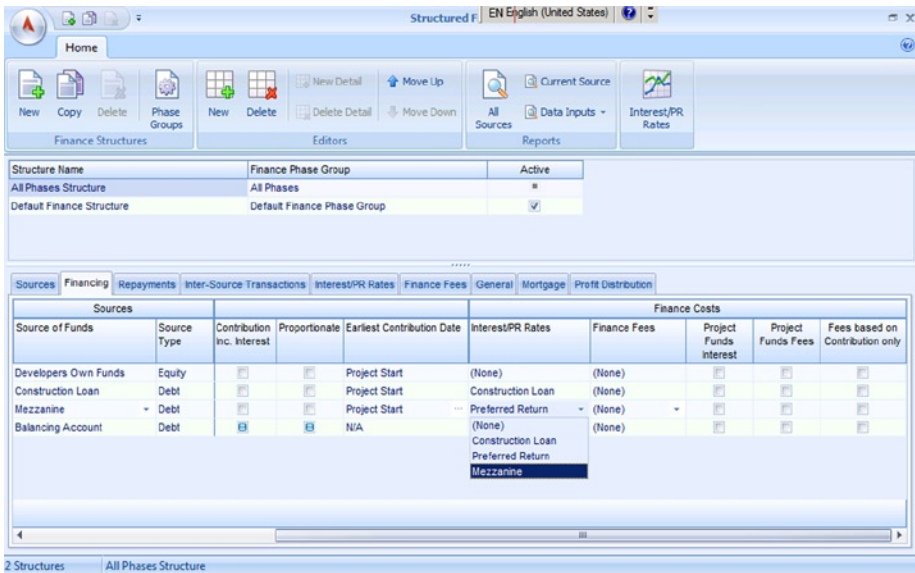 Structured F
EN English (United States)
Home
New
Copy
Delete
Phase Groups
Finance Structures
New
Delete
New Detail
Delete Detail
Move Up
Move Down
Editors
All Sources
Current Source
Data Inputs
Reports
Interest/PR Rates
Structure Name Finance Phase Group Active
All Phases Structure All Phases
Default Finance Structure Default Finance Phase Group
Sources Financing Repayments Inter-Source Transactions Interest/PR Rates Finance Fees General Mortgage Profit Distribution
Sources Finance Costs
Source of Funds Source Type Contribution Inc. Interest Proportionate Earliest Contribution Date Interest/PR Rates Finance Fees Project Funds Interest Project Funds Fees Fees based on Contribution only
Developers Own Funds Equity Project Start (None) (None)
Construction Loan Debt Project Start Construction Loan (None)
Mezzanine Debt Project Start ... Preferred Return (None)
Balancing Account Debt N/A (None) (None)
Construction Loan
Preferred Return
Mezzanine
2 Structures All Phases Structure